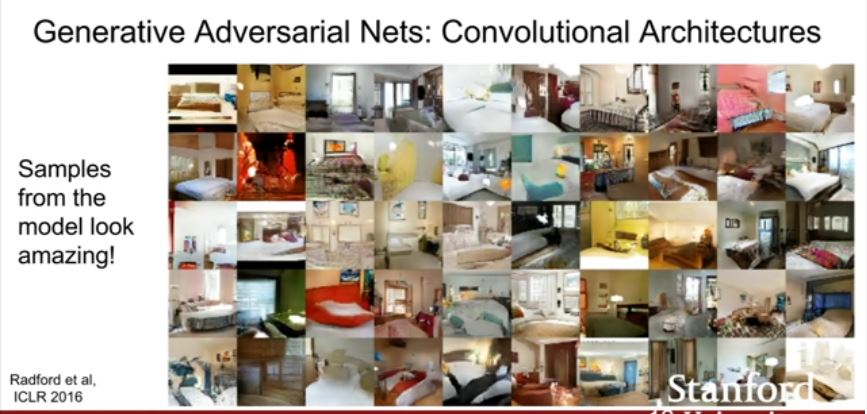 Generative Adversarial Nets: Convolutional Architectures
Samples
from the
model look
amazing!
Radford et al,
ICLR 2016
Stanford